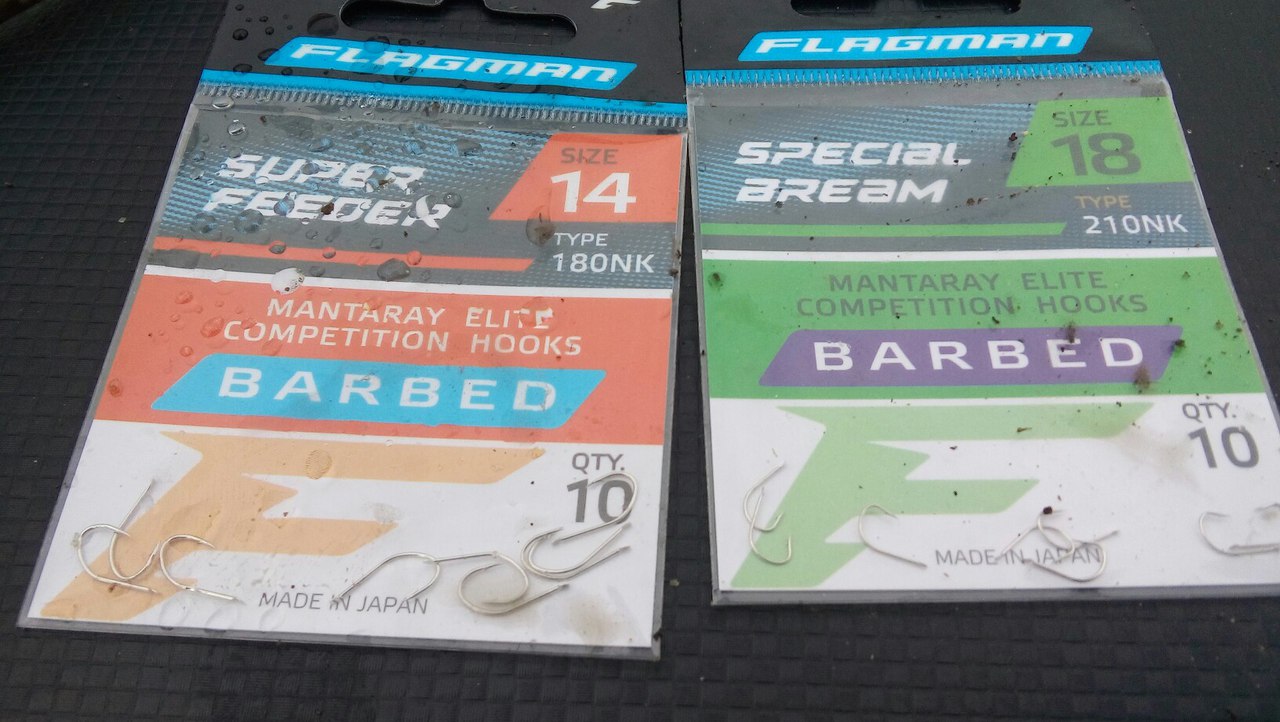 FLAGMAN
SUPER
FEEDER
SIZE
14
TYPE
180NK
MANTARAY ELITE
COMPETITION HOOKS
BARBED
QTY.
10
MADE IN JAPAN
FLAGMAN
SPECIAL
BREAM
SIZE
18
TYPE
210NK
MANTARAY ELITE
COMPETITION HOOKS
BARBED
QTY.
10
MADE IN JAPAN